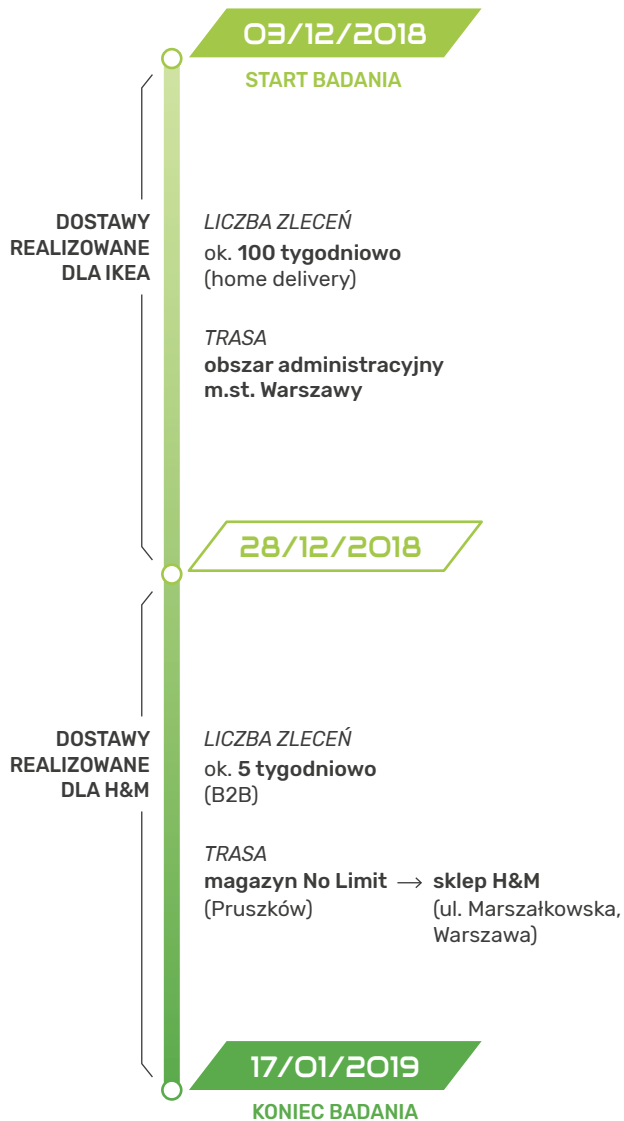 03/12/2018
START BADANIA
DOSTAWY
REALIZOWANE
DLA IKEA
LICZBA ZLECEŃ
ok. 100 tygodniowo
(home delivery)
TRASA
obszar administracyjny
m.st. Warszawy
28/12/2018
DOSTAWY
REALIZOWANE
DLA H&M
LICZBA ZLECEŃ
ok. 5 tygodniowo
(B2B)
TRASA
magazyn No Limit → sklep H&M
(Pruszków) (ul. Marszałkowska,
Warszawa)
17/01/2019
KONIEC BADANIA